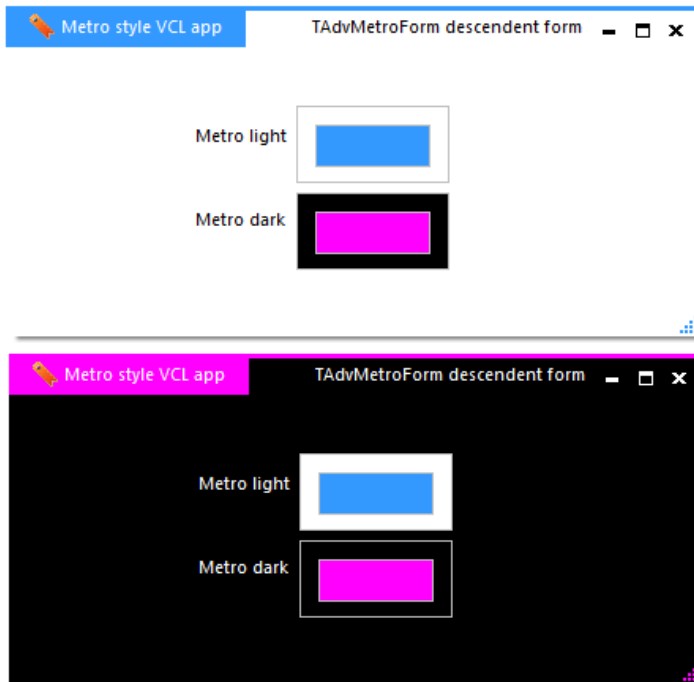 Metro style VCL app
TAdvMetroForm descendent form
Metro light
Metro dark
Metro style VCL app
TAdvMetroForm descendent form
Metro light
Metro dark